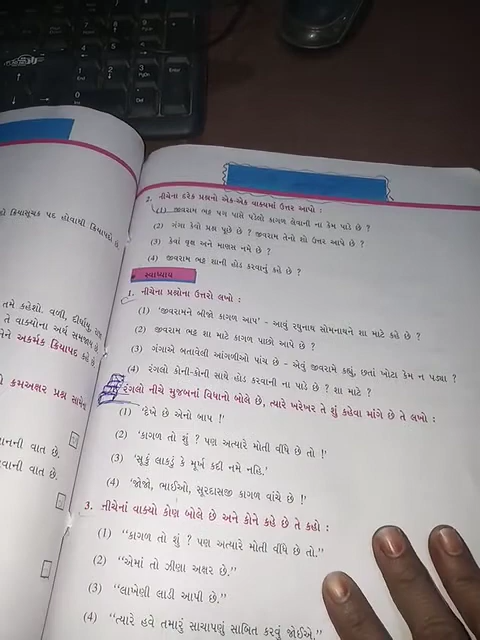 2. નીચેના દરેક પ્રશ્નનો એક-એક વાક્યમાં ઉત્તર આપો :
(1) જીવરામ ભટ્ટ પણ પાસે પડેલો કાગળ લેવાની ના કેમ પાડે છે ?
(2) ગંગા કેવો પ્રશ્ન પૂછે છે ? જીવરામ તેનો શો ઉત્તર આપે છે ?
(3) કેવાં વૃક્ષ અને માણસ નમે છે ?
(4) જીવરામ ભટ્ટ શાની હોડ કરવાનું કહે છે ?
સ્વાધ્યાય
1. નીચેના પ્રશ્નોના ઉત્તરો લખો :
(1) 'જીવરામને બીજો કાગળ આપ' – આવું રઘુનાથ સોમનાથને શા માટે કહે છે ?
(2) જીવરામ ભટ્ટ શા માટે કાગળ પાછો આપે છે ?
(3) ગંગાએ બતાવેલી આંગળીઓ પાંચ છે – એવું જીવરામે કહ્યું, છતાં ખોટા કેમ ન પડ્યા ?
(4) રંગલો કોની-કોની સાથે હોડ કરવાની ના પાડે છે ? શા માટે ?
રંગલો નીચે મુજબનાં વિધાનો બોલે છે, ત્યારે ખરેખર તે શું કહેવા માંગે છે તે લખો :
(1) 'દેખે છે એનો બાપ !'
(2) 'કાગળ તો શું ? પણ અત્યારે મોતી વીંધે છે તો !'
(3) 'સૂકું લાકડું કે મૂર્ખ કદી નમે નહિ.'
(4) 'જોજો, ભાઈઓ, સૂરદાસજી કાગળ વાંચે છે !'
3. નીચેનાં વાક્યો કોણ બોલે છે અને કોને કહે છે તે કહો :
(1) "કાગળ તો શું ? પણ અત્યારે મોતી વીંધે છે તો."
(2) "એમાં તો ઝીણા અક્ષર છે."
(3) "લાખેણી લાડી આપી છે."
(4) "ત્યારે હવે તમારું સાચાપણું સાબિત કરવું જોઈએ."
ક્રિયાસૂચક પદ હોવાથી ક્રિયાપદો
તમે કહેશો. વળી, દીર્ઘાયુ
તે વાક્યોના અર્થ સમજાય
અકર્મક ક્રિયાપદ કહે
ક્રમઅક્ષર પ્રશ્ન સામેના
વાત છે.
વાની વાત છે.